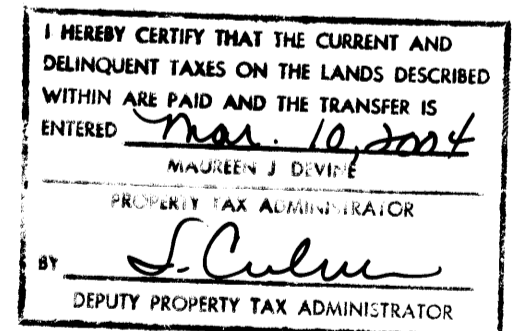 I HEREBY CERTIFY THAT THE CURRENT AND
DELINQUENT TAXES ON THE LANDS DESCRIBED
WITHIN ARE PAID AND THE TRANSFER IS
ENTERED Mar. 10, 2004
MAUREEN J DEVINE
PROPERTY TAX ADMINISTRATOR
BY S.
DEPUTY PROPERTY TAX ADMINISTRATOR